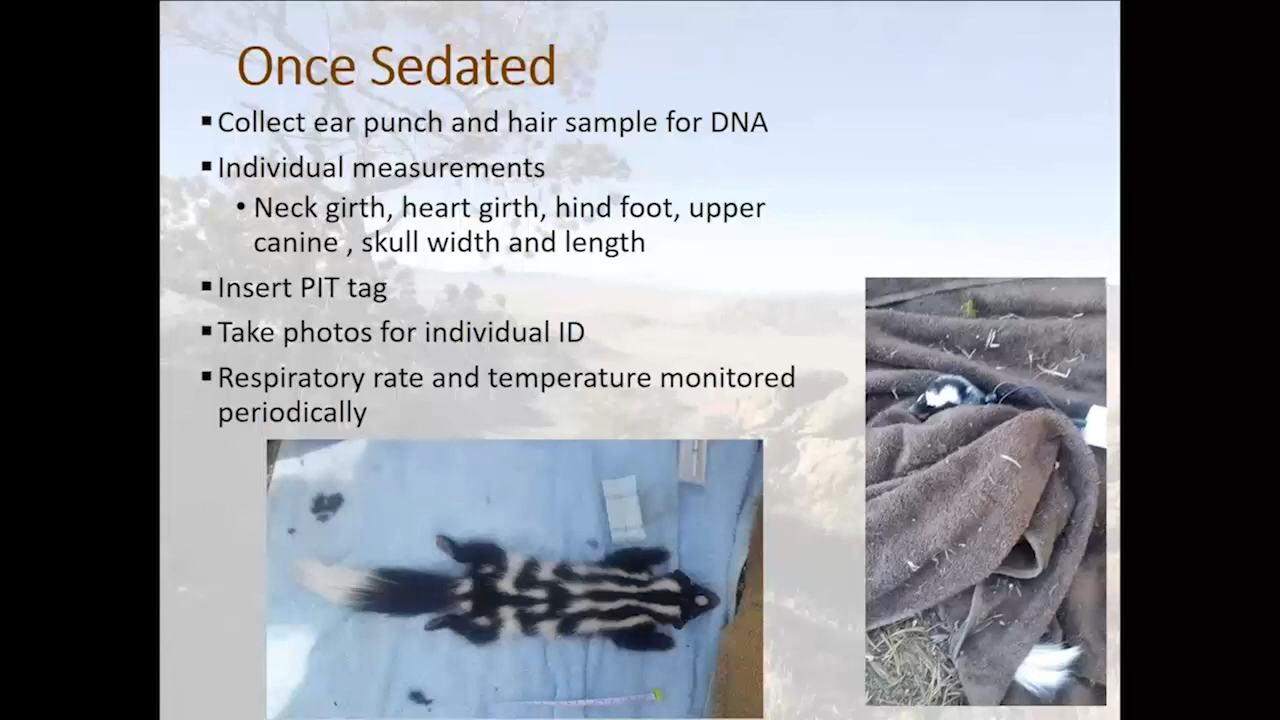 Once Sedated
▪ Collect ear punch and hair sample for DNA
▪ Individual measurements
• Neck girth, heart girth, hind foot, upper
canine , skull width and length
▪ Insert PIT tag
▪ Take photos for individual ID
▪ Respiratory rate and temperature monitored
periodically